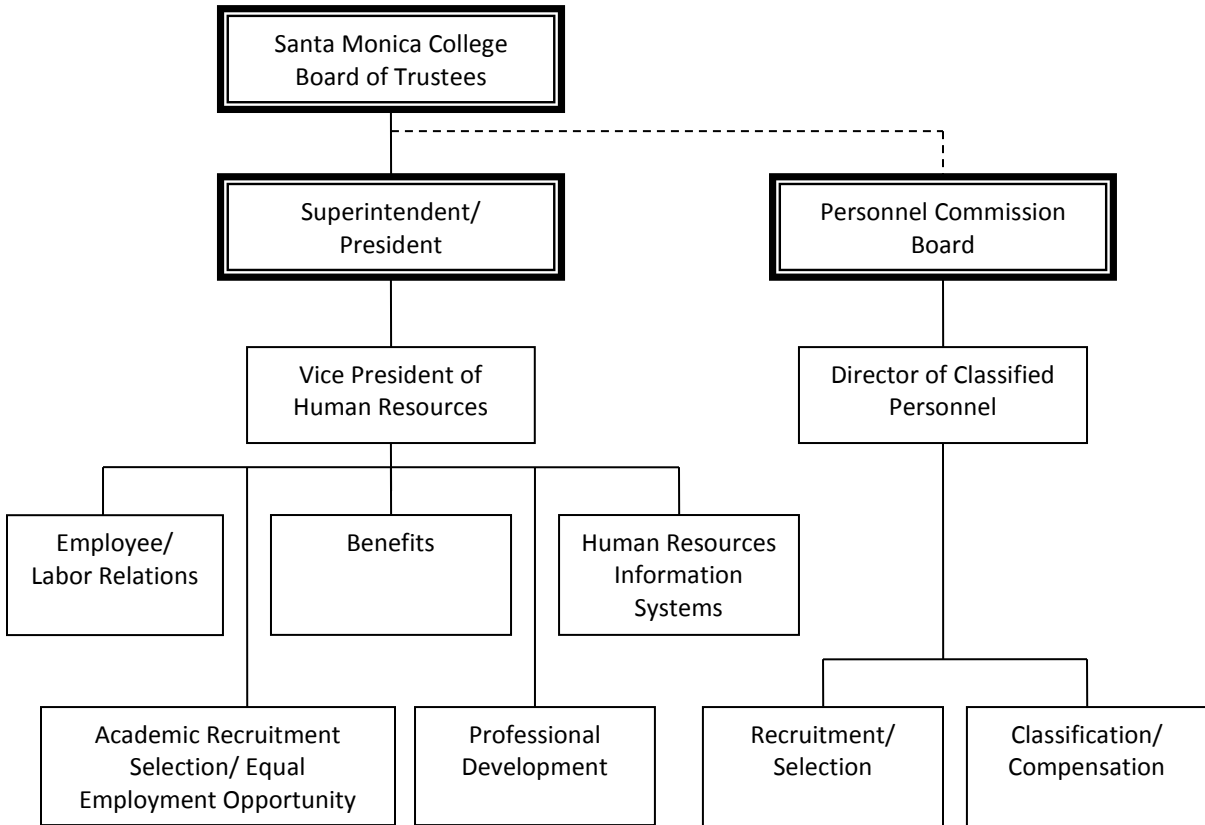 Santa Monica College
Board of Trustees
Superintendent/
President
Personnel Commission
Board
Vice President of
Human Resources
Director of Classified
Personnel
Employee/
Labor Relations
Benefits
Human Resources
Information
Systems
Academic Recruitment
Selection/ Equal
Employment Opportunity
Professional
Development
Recruitment/
Selection
Classification/
Compensation